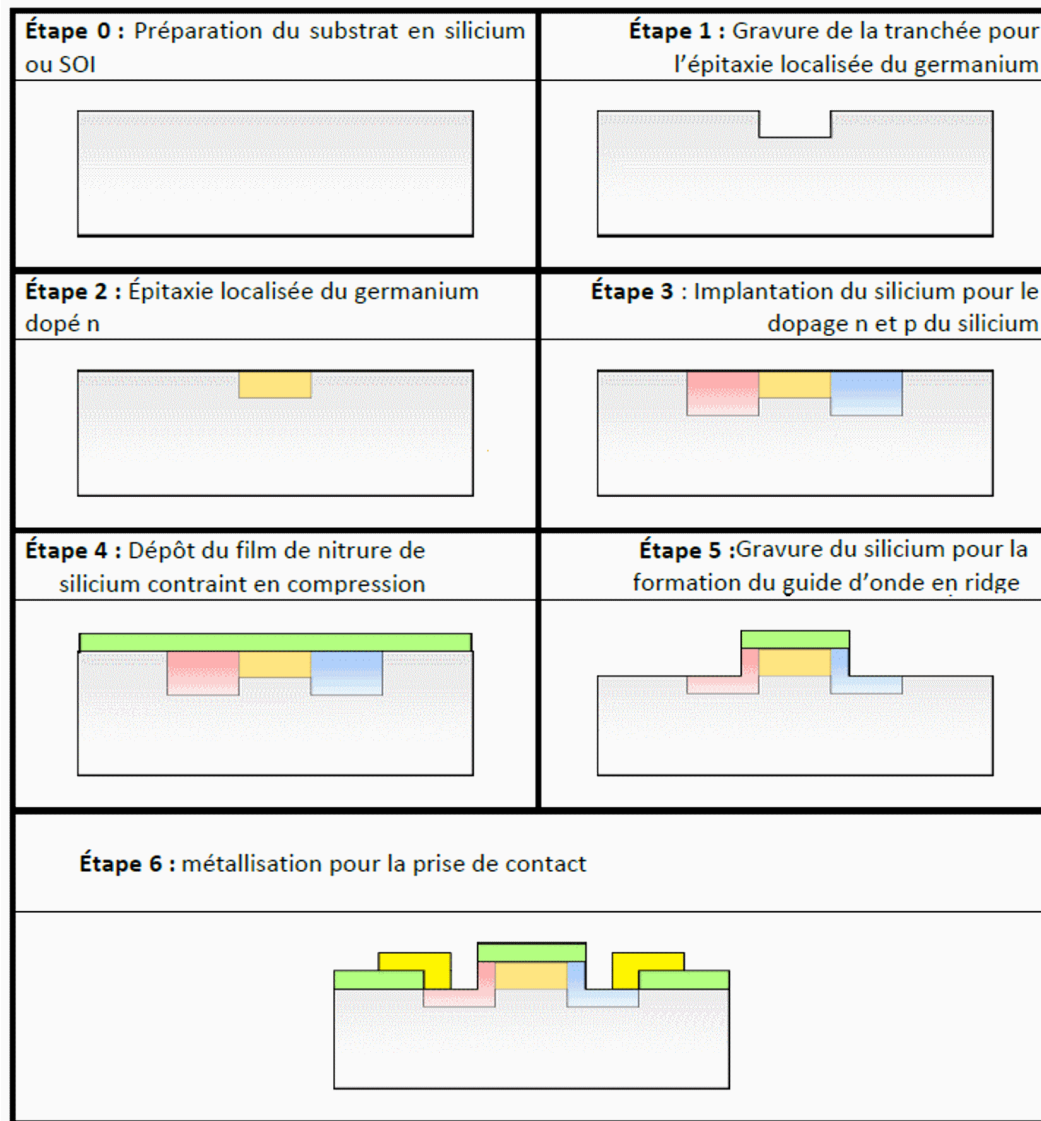 Étape 0 : Préparation du substrat en silicium
ou SOI
Étape 1 : Gravure de la tranchée pour
l’épitaxie localisée du germanium
Étape 2 : Épitaxie localisée du germanium
dopé n
Étape 3 : Implantation du silicium pour le
dopage n et p du silicium
Étape 4 : Dépôt du film de nitrure de
silicium contraint en compression
Étape 5 :Gravure du silicium pour la
formation du guide d’onde en ridge
Étape 6 : métallisation pour la prise de contact